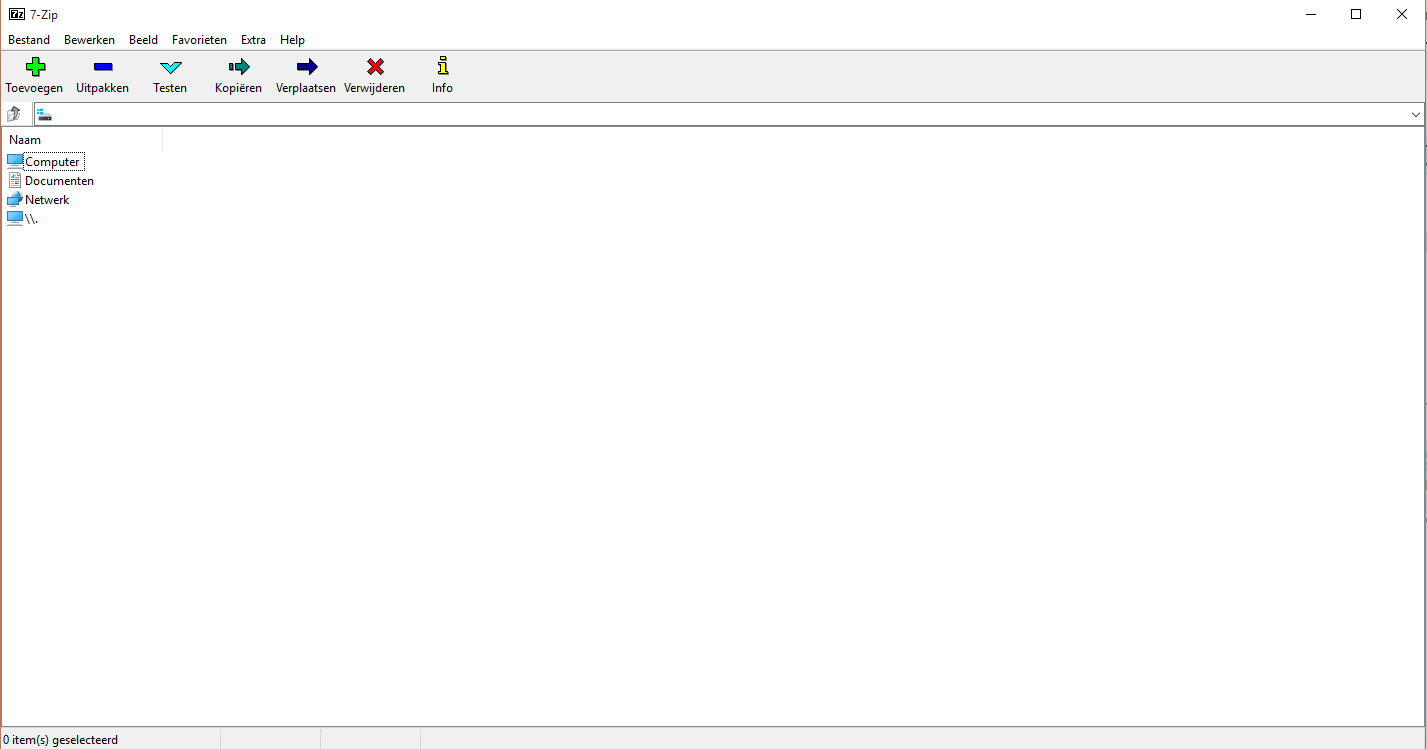 7-Zip
Bestand Bewerken Beeld Favorieten Extra Help
Toevoegen Uitpakken Testen Kopiëren Verplaatsen Verwijderen Info
Naam
Computer
Documenten
Netwerk
\\.
0 item(s) geselecteerd